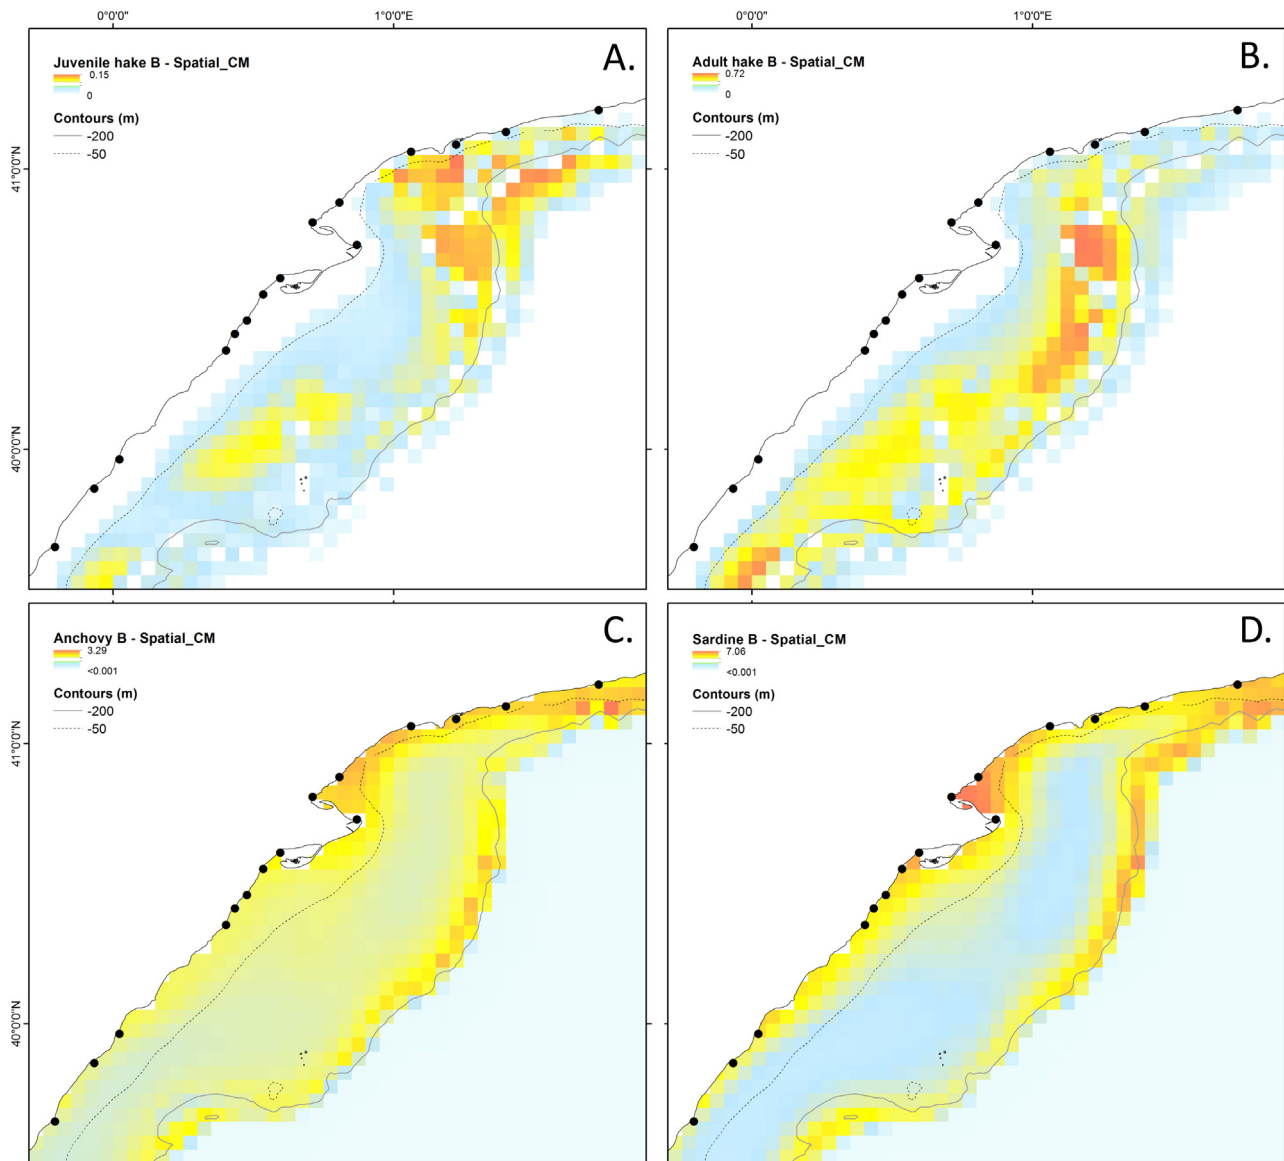 0°0'0" 1°0'0"E 0°0'0" 1°0'0"E
Juvenile hake B - Spatial_CM
0.15
0
Contours (m)
-200
-50
A.
41°0'0"N
40°0'0"N
Adult hake B - Spatial_CM
0.72
0
Contours (m)
-200
-50
B.
Anchovy B - Spatial_CM
3.29
<0.001
Contours (m)
-200
-50
C.
41°0'0"N
40°0'0"N
Sardine B - Spatial_CM
7.06
<0.001
Contours (m)
-200
-50
D.